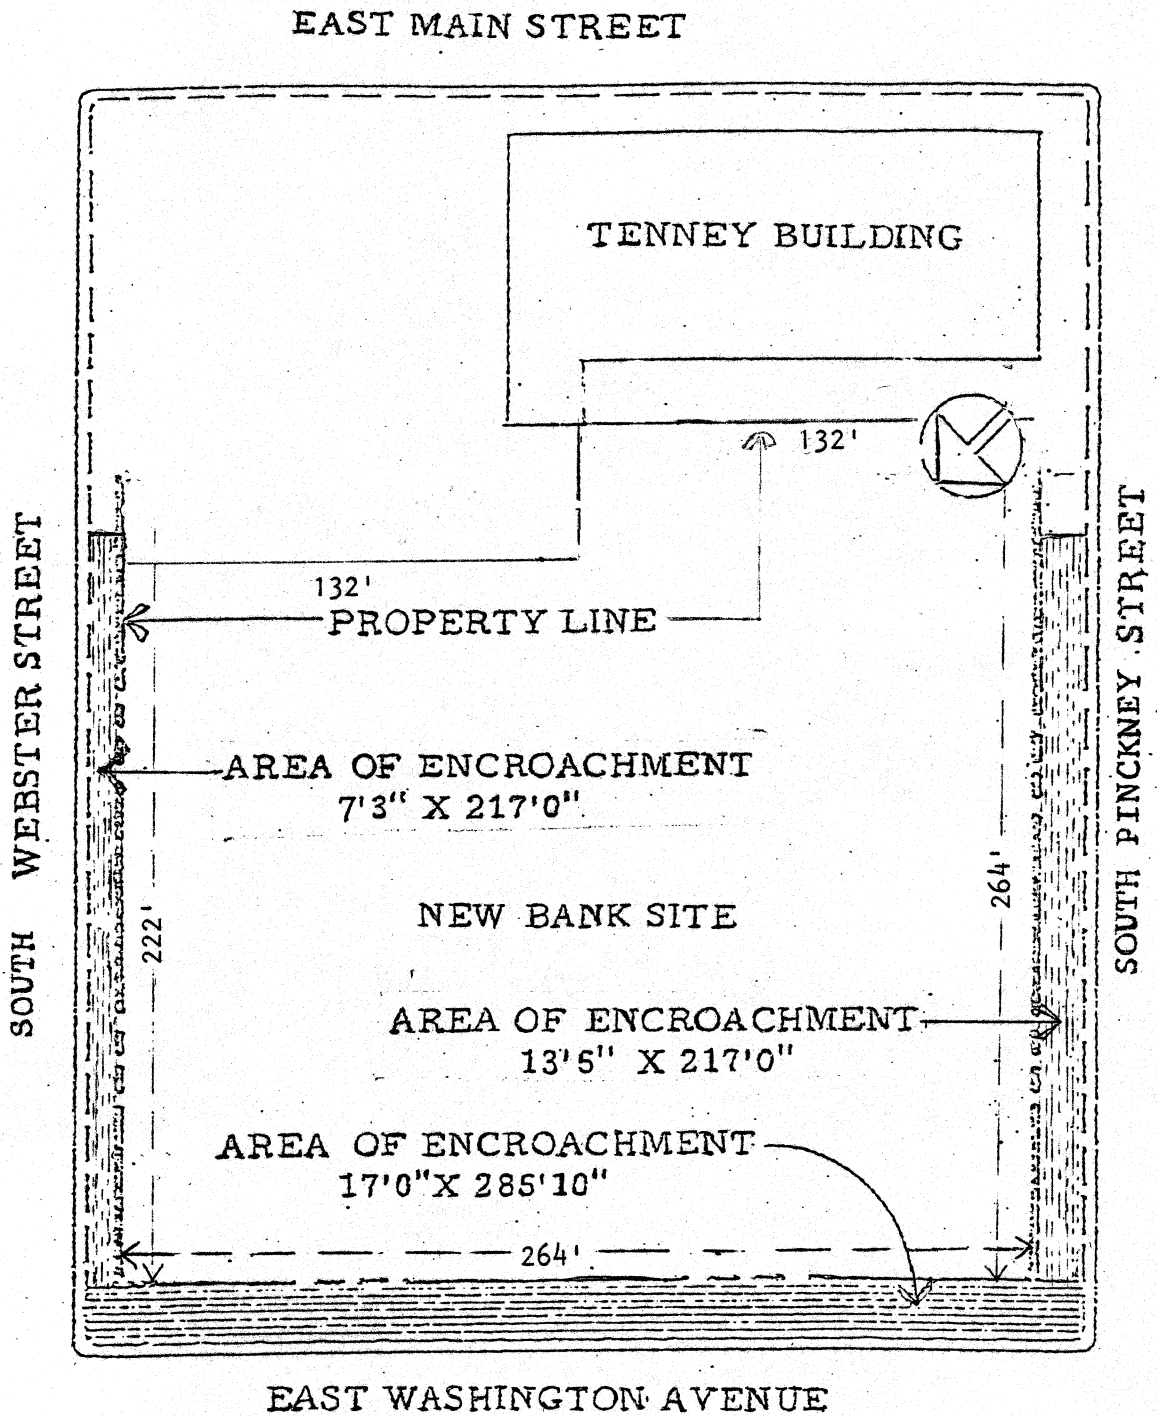 EAST MAIN STREET
TENNEY BUILDING
132'
132'
PROPERTY LINE
SOUTH WEBSTER STREET
SOUTH PINCKNEY STREET
AREA OF ENCROACHMENT
7'3" X 217'0"
264'
222'
NEW BANK SITE
AREA OF ENCROACHMENT
13'5" X 217'0"
AREA OF ENCROACHMENT
17'0" X 285'10"
264'
EAST WASHINGTON AVENUE